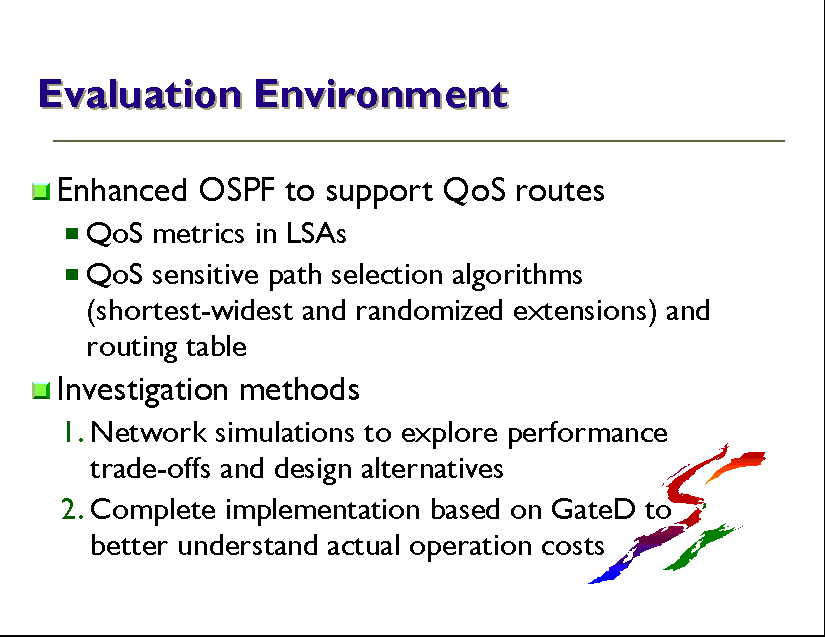 Evaluation Environment
Enhanced OSPF to support QoS routes
QoS metrics in LSAs
QoS sensitive path selection algorithms
(shortest-widest and randomized extensions) and
routing table
Investigation methods
1. Network simulations to explore performance
trade-offs and design alternatives
2. Complete implementation based on GateD to
better understand actual operation costs